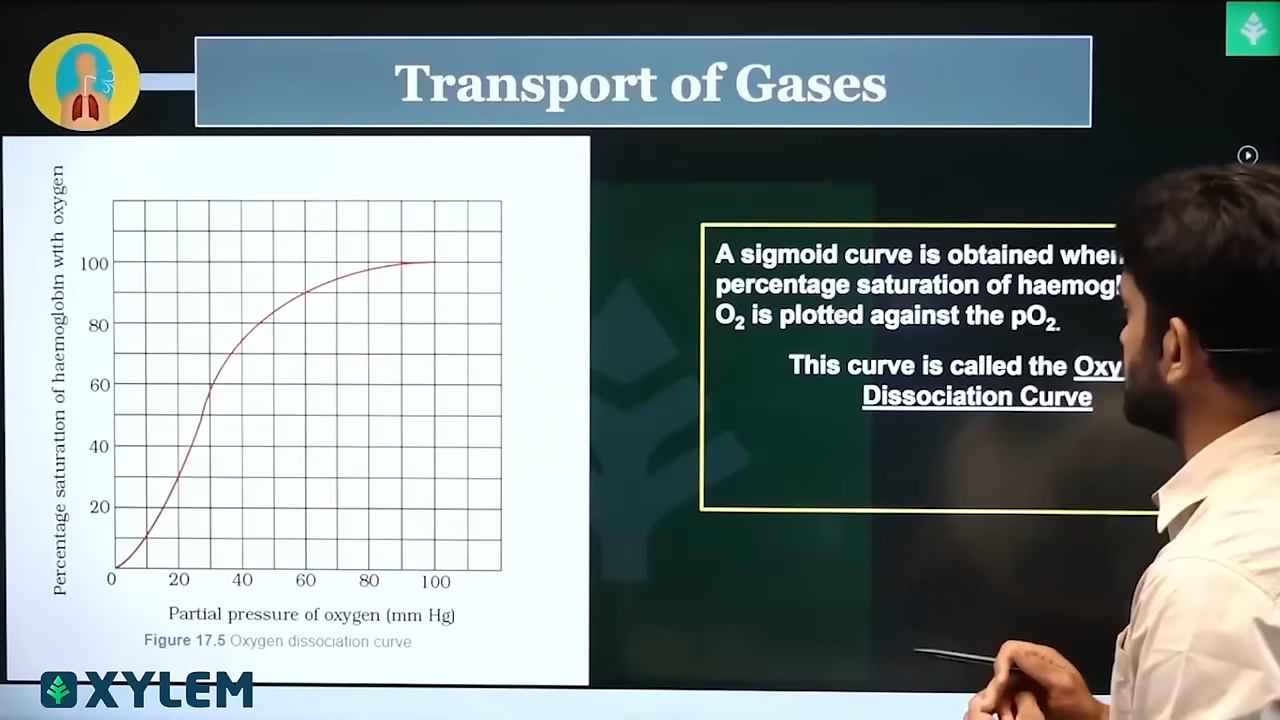 Transport of Gases
Percentage saturation of haemoglobin with oxygen
100
80
60
40
20
0 20 40 60 80 100
Partial pressure of oxygen (mm Hg)
Figure 17.5 Oxygen dissociation curve
A sigmoid curve is obtained when
percentage saturation of haemogl
O₂ is plotted against the pO₂.
This curve is called the Oxy
Dissociation Curve
XYLEM